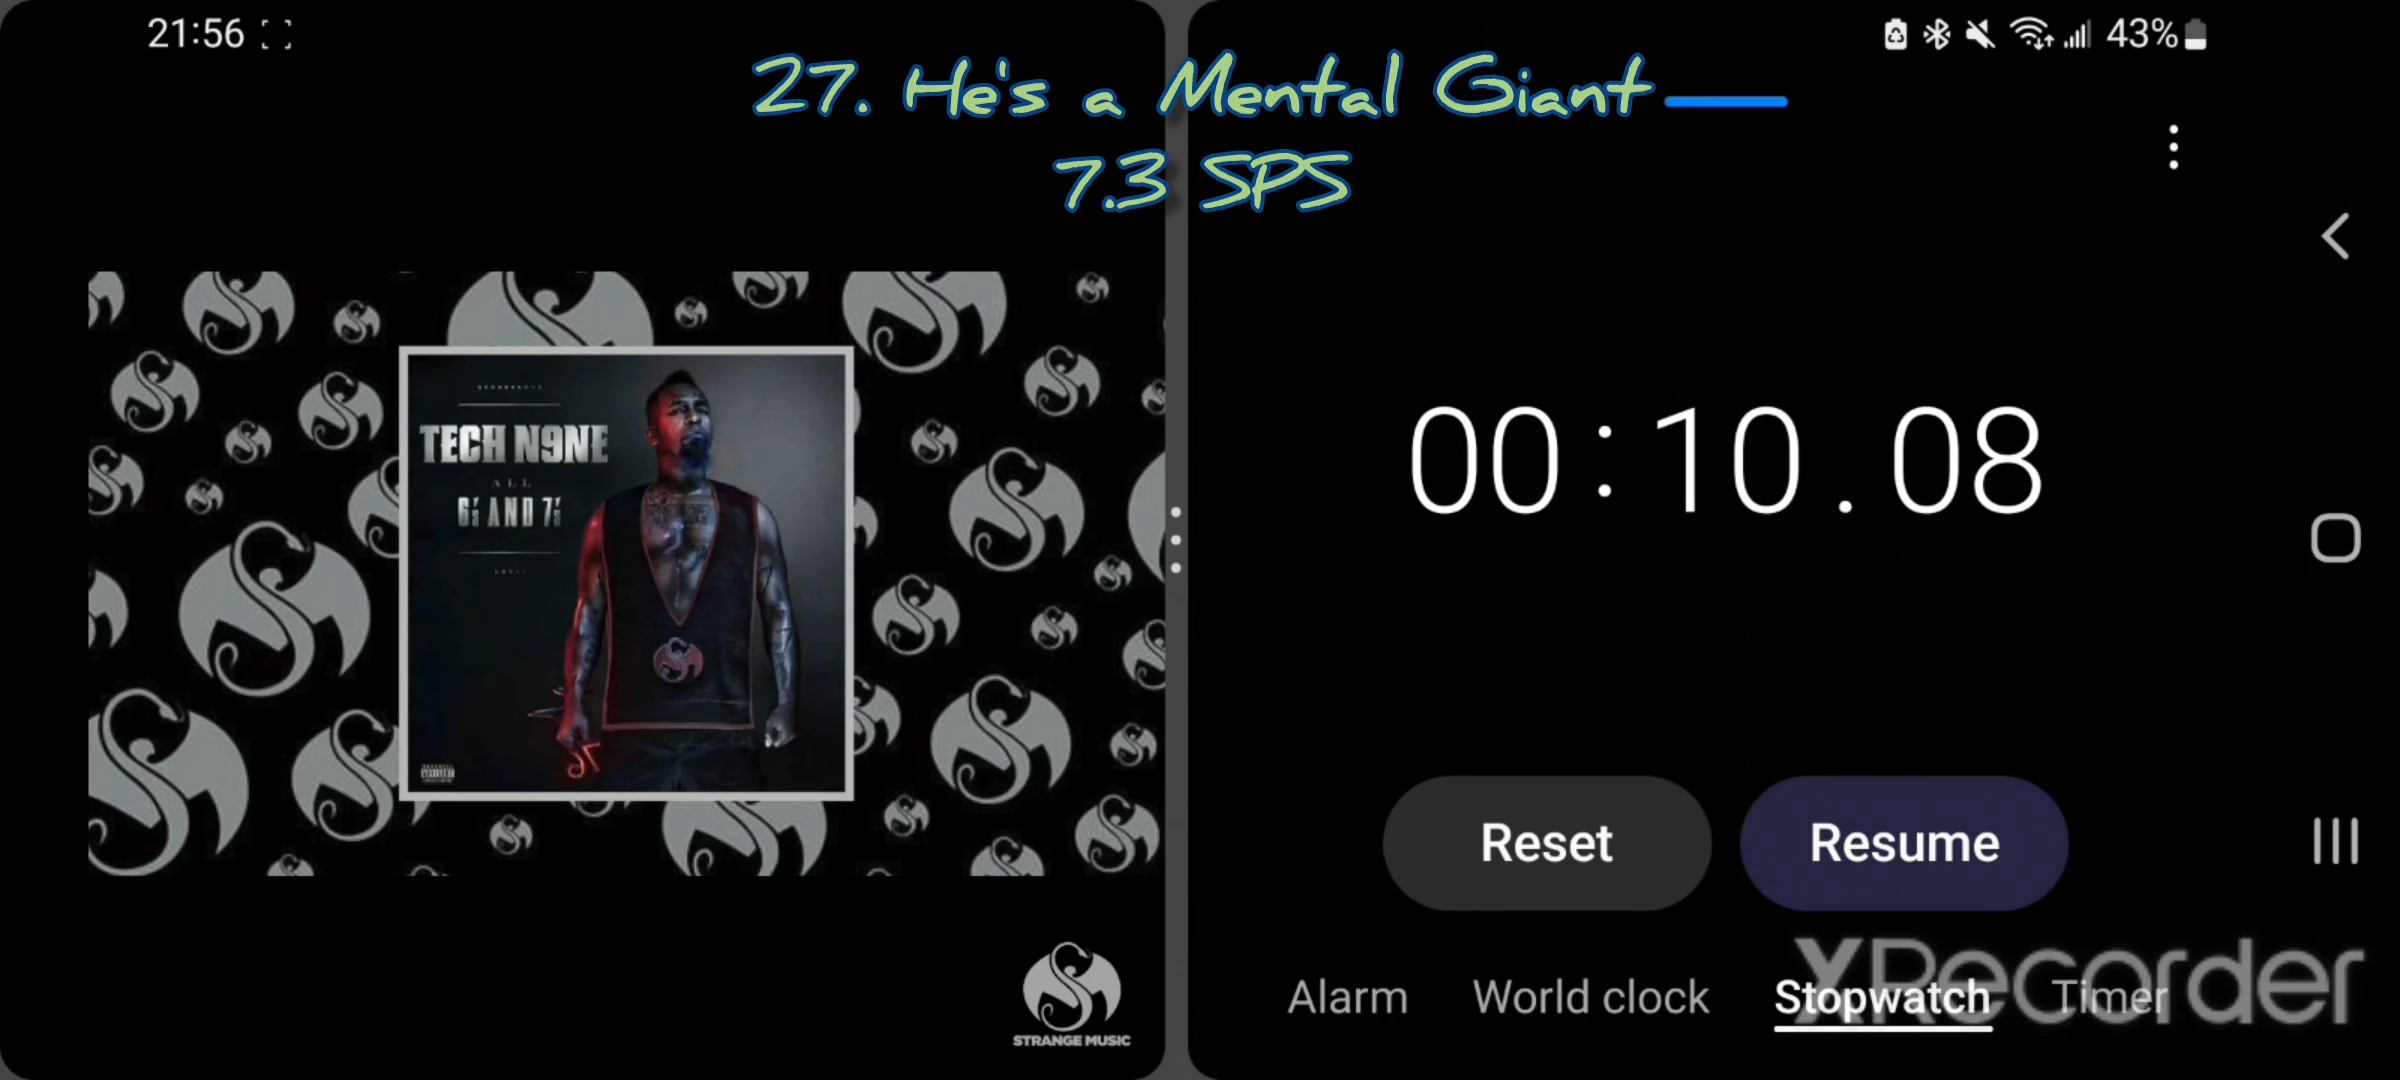 21:56
43%
27. He's a Mental Giant
7.3 SPS
TECH N9NE
ALL
6's AND 7's
STRANGE MUSIC
00:10.08
Reset
Resume
Alarm
World clock
Stopwatch
Timer
XRecorder